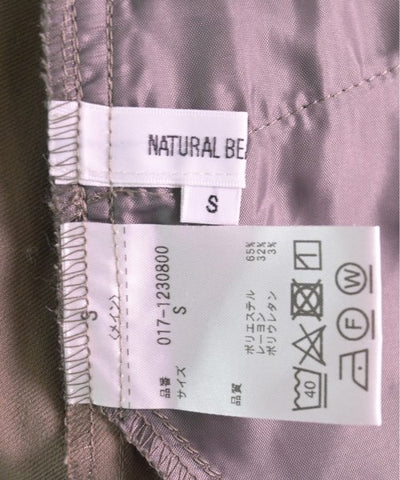 NATURAL BEA
S
S
(メイン)
品番 017-1230800
サイズ S
品質
ポリエステル 65%
レーヨン 32%
ポリウレタン 3%
40
F W